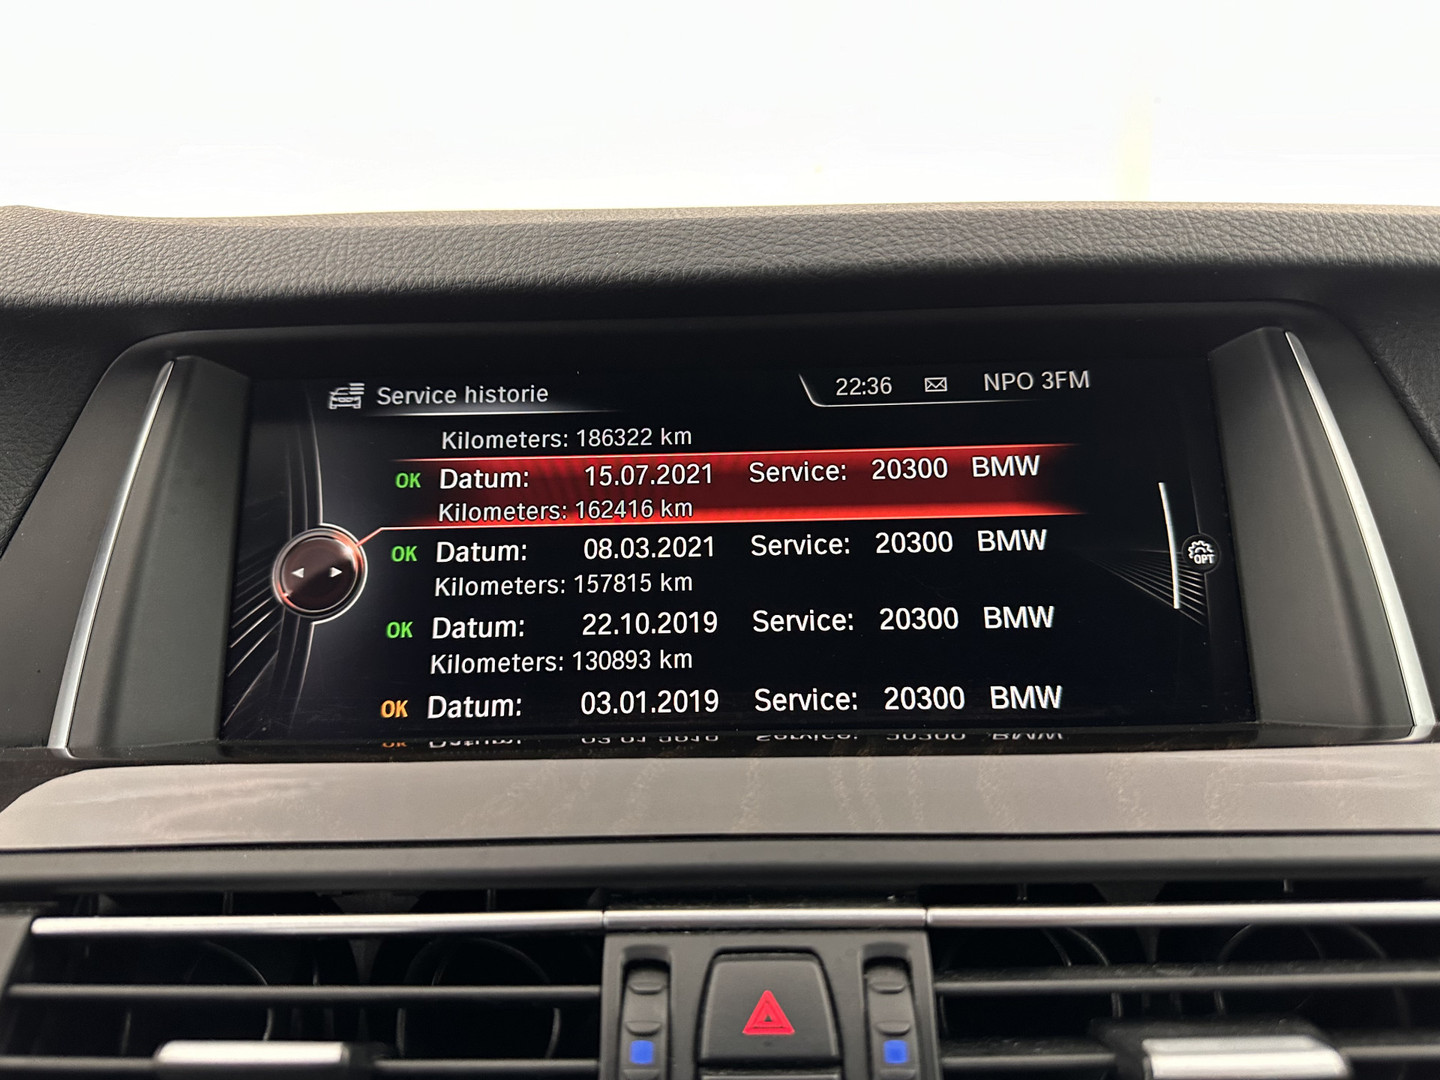 Service historie
22:36 NPO 3FM
Kilometers: 186322 km
OK Datum: 15.07.2021 Service: 20300 BMW
Kilometers: 162416 km
OK Datum: 08.03.2021 Service: 20300 BMW
Kilometers: 157815 km
OK Datum: 22.10.2019 Service: 20300 BMW
Kilometers: 130893 km
OK Datum: 03.01.2019 Service: 20300 BMW
OPT